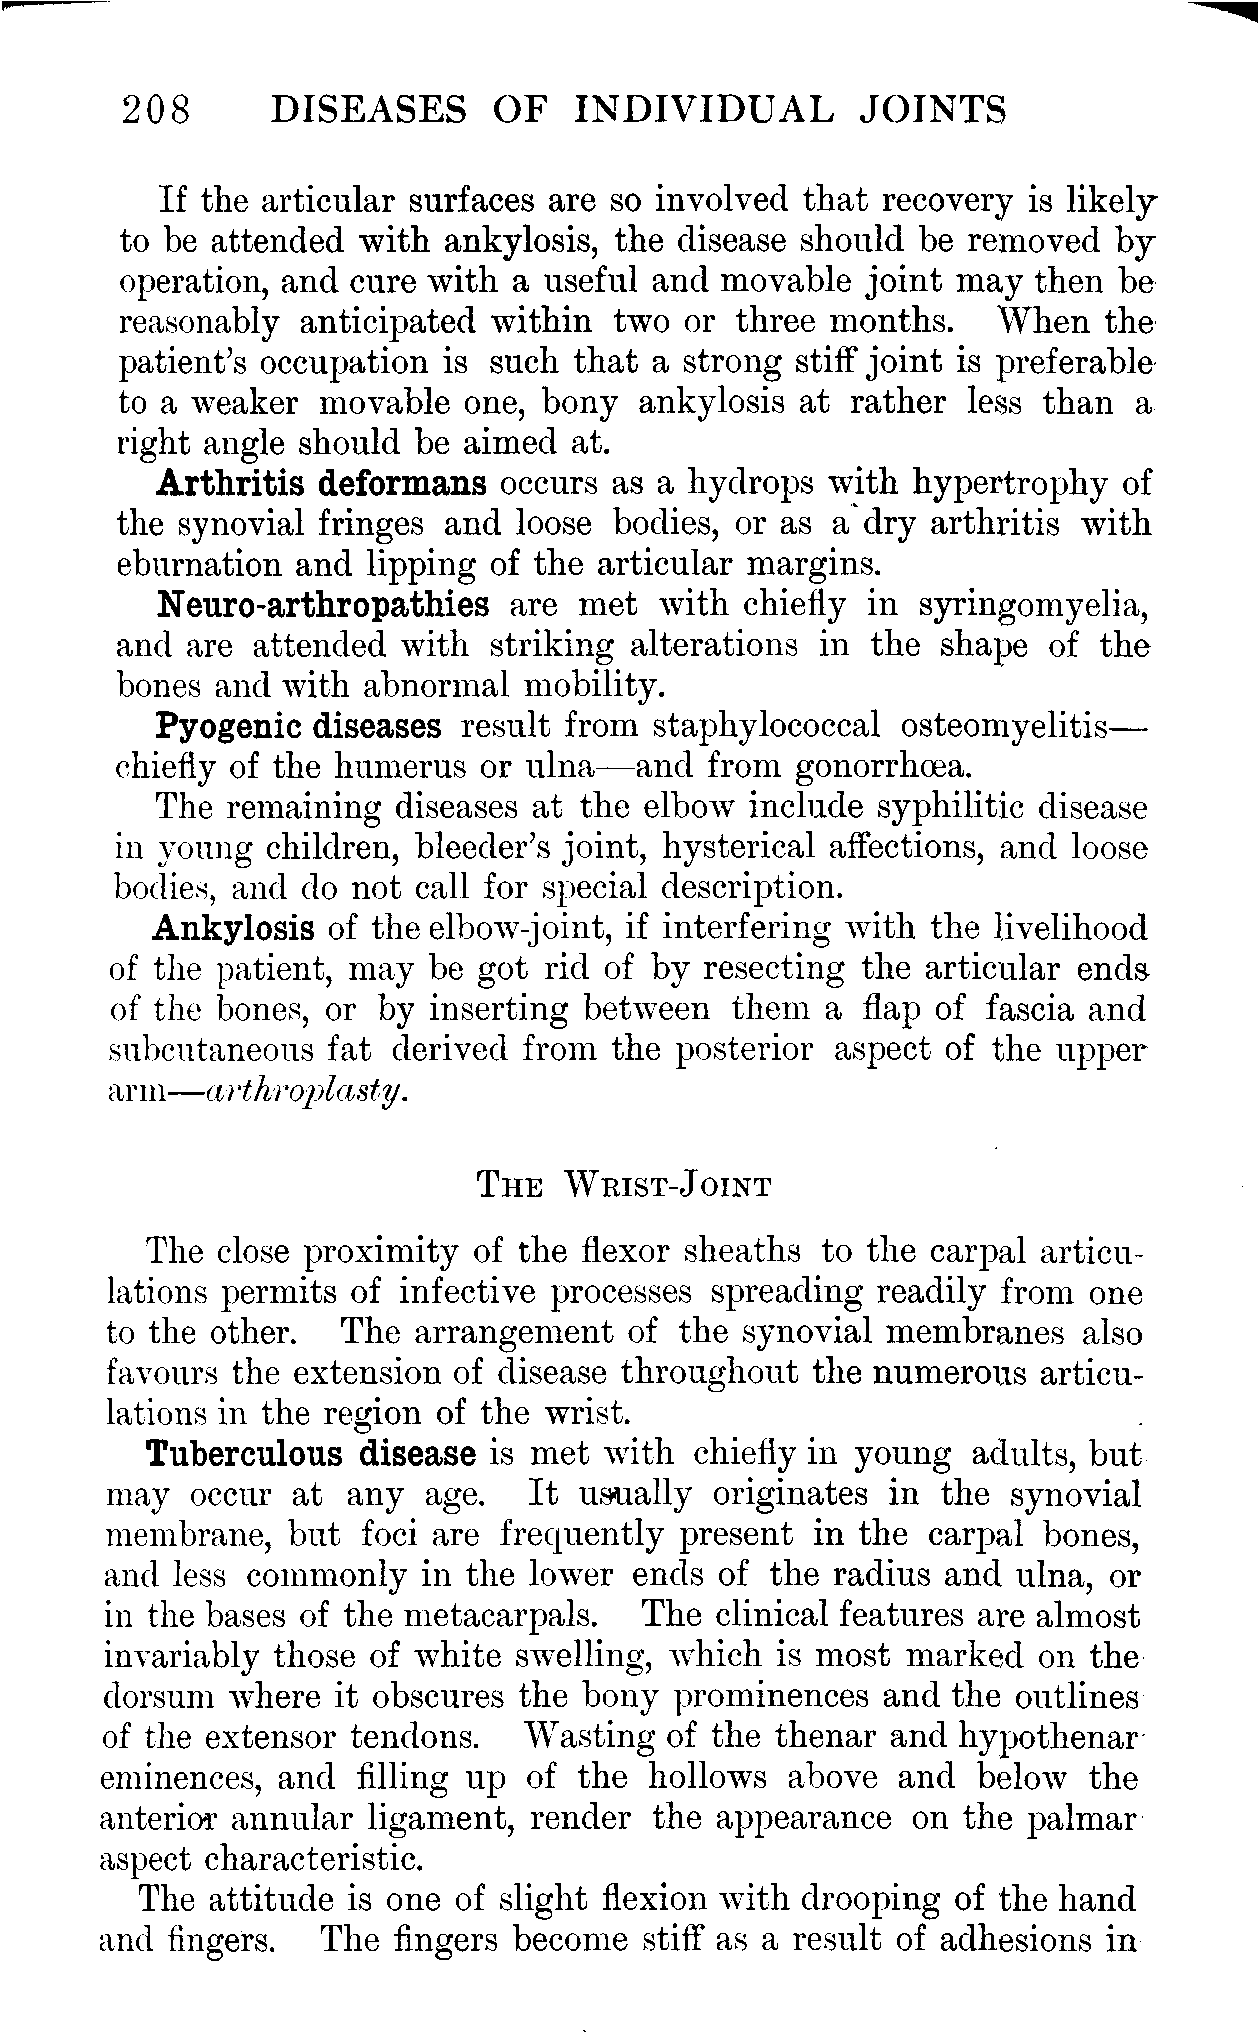 208 DISEASES OF INDIVIDUAL JOINTS
If the articular surfaces are so involved that recovery is likely
to be attended with ankylosis, the disease should be removed by
operation, and cure with a useful and movable joint may then be
reasonably anticipated within two or three months. When the
patient's occupation is such that a strong stiff joint is preferable
to a weaker movable one, bony ankylosis at rather less than a
right angle should be aimed at.
Arthritis deformans occurs as a hydrops with hypertrophy of
the synovial fringes and loose bodies, or as a dry arthritis with
eburnation and lipping of the articular margins.
Neuro-arthropathies are met with chiefly in syringomyelia,
and are attended with striking alterations in the shape of the
bones and with abnormal mobility.
Pyogenic diseases result from staphylococcal osteomyelitis—
chiefly of the humerus or ulna—and from gonorrhœa.
The remaining diseases at the elbow include syphilitic disease
in young children, bleeder's joint, hysterical affections, and loose
bodies, and do not call for special description.
Ankylosis of the elbow-joint, if interfering with the livelihood
of the patient, may be got rid of by resecting the articular ends
of the bones, or by inserting between them a flap of fascia and
subcutaneous fat derived from the posterior aspect of the upper
arm—arthroplasty.
The Wrist-Joint
The close proximity of the flexor sheaths to the carpal articu-
lations permits of infective processes spreading readily from one
to the other. The arrangement of the synovial membranes also
favours the extension of disease throughout the numerous articu-
lations in the region of the wrist.
Tuberculous disease is met with chiefly in young adults, but
may occur at any age. It usually originates in the synovial
membrane, but foci are frequently present in the carpal bones,
and less commonly in the lower ends of the radius and ulna, or
in the bases of the metacarpals. The clinical features are almost
invariably those of white swelling, which is most marked on the
dorsum where it obscures the bony prominences and the outlines
of the extensor tendons. Wasting of the thenar and hypothenar
eminences, and filling up of the hollows above and below the
anterior annular ligament, render the appearance on the palmar
aspect characteristic.
The attitude is one of slight flexion with drooping of the hand
and fingers. The fingers become stiff as a result of adhesions in